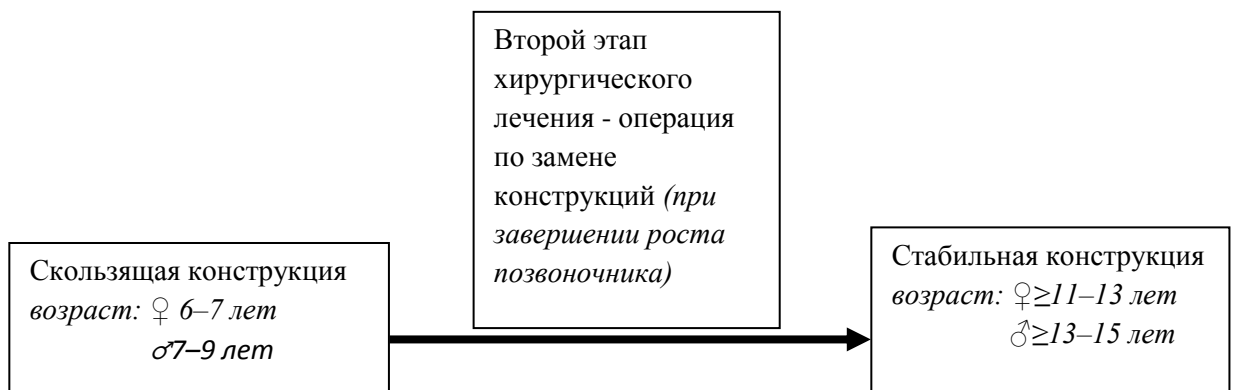 Скользящая конструкция
возраст: ♀ 6–7 лет
♂7–9 лет
Второй этап
хирургического
лечения - операция
по замене
конструкций (при
завершении роста
позвоночника)
Стабильная конструкция
возраст: ♀≥11–13 лет
♂≥13–15 лет